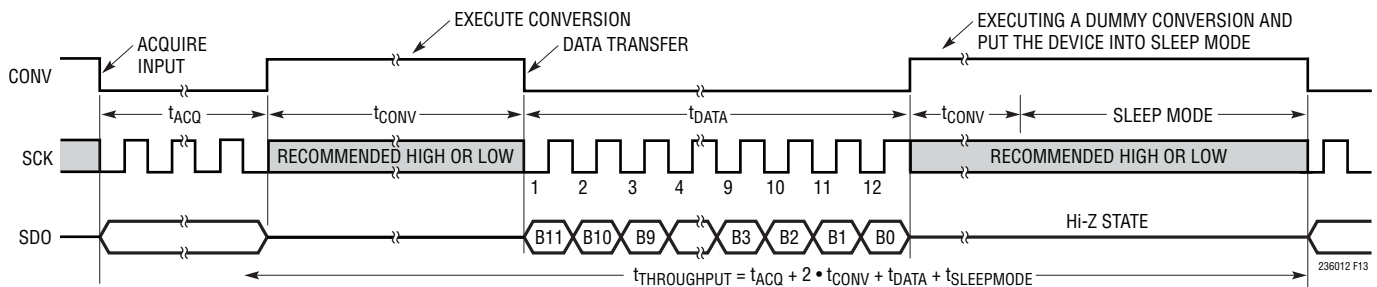 EXECUTE CONVERSION
EXECUTING A DUMMY CONVERSION AND
PUT THE DEVICE INTO SLEEP MODE
ACQUIRE
INPUT
DATA TRANSFER
CONV
tACQ
tCONV
tDATA
tCONV
SLEEP MODE
SCK
RECOMMENDED HIGH OR LOW
RECOMMENDED HIGH OR LOW
1 2 3 4 9 10 11 12
SDO
B11 B10 B9 B3 B2 B1 B0
Hi-Z STATE
tTHROUGHPUT = tACQ + 2 • tCONV + tDATA + tSLEEPMODE
236012 F13